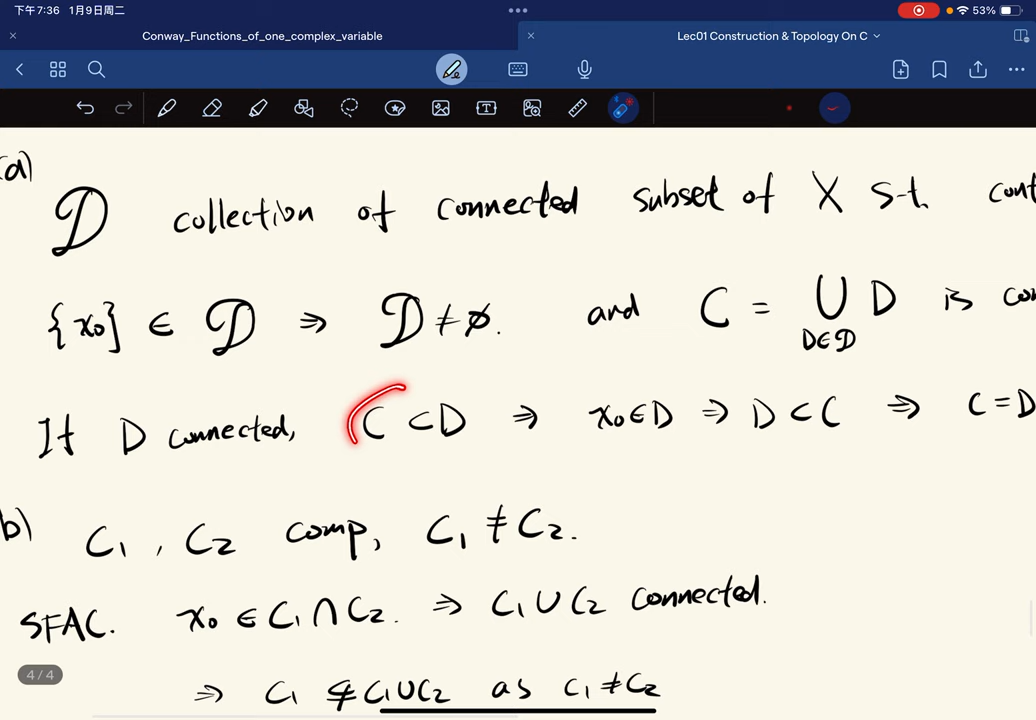 下午7:36 1月9日周二
53%
Conway_Functions_of_one_complex_variable
Lec01 Construction & Topology On C
(a)
𝒟 collection of connected subset of X s.t. cont
{x₀} ∈ 𝒟 ⇒ 𝒟 ≠ ∅. and C = ∪_{D∈𝒟} D is con
If D connected, C ⊂ D ⇒ x₀ ∈ D ⇒ D ⊂ C ⇒ C = D
b)
C₁, C₂ comp, C₁ ≠ C₂.
SFAC. x₀ ∈ C₁ ∩ C₂. ⇒ C₁ ∪ C₂ connected.
⇒ C₁ ⊊ C₁ ∪ C₂ as C₁ ≠ C₂
4/4